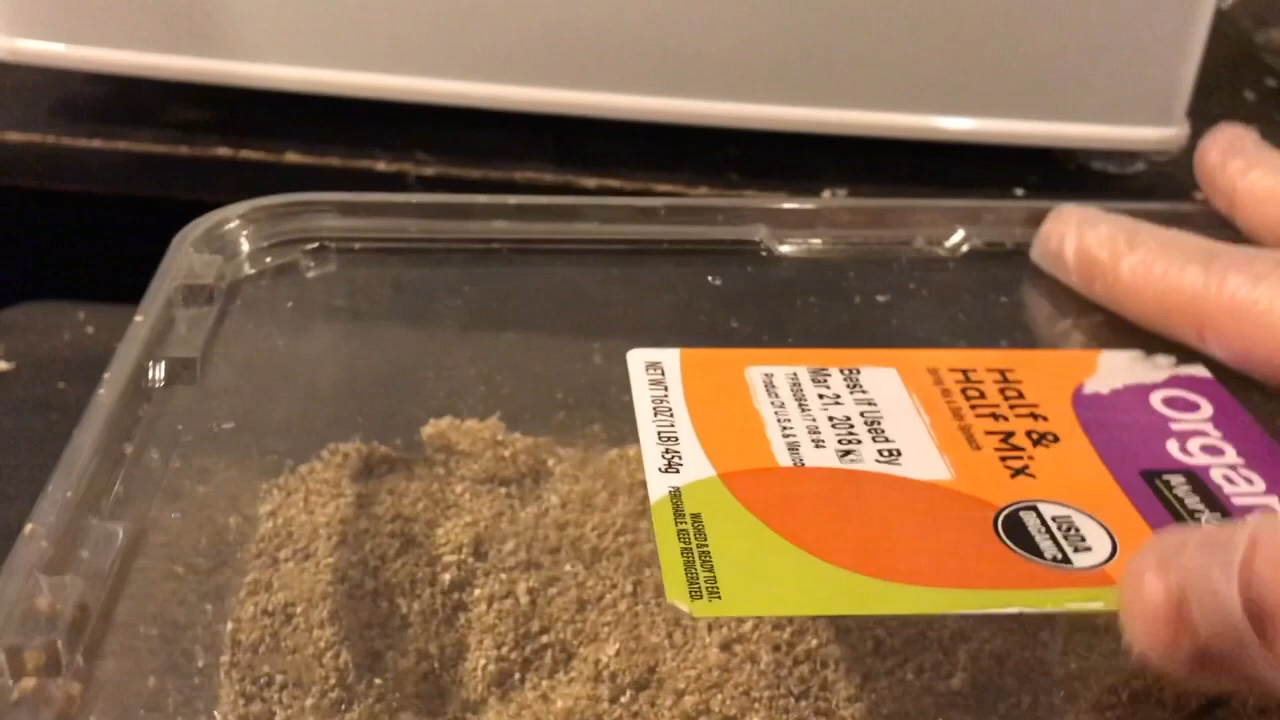 Organ
Half &
Half Mix
USDA
ORGANIC
Best If Used By
Mar 21, 2018
Product Of U.S.A & Mexico
NET WT 16 OZ (1 LB) 454g
WASHED & READY TO EAT.
PERISHABLE. KEEP REFRIGERATED.